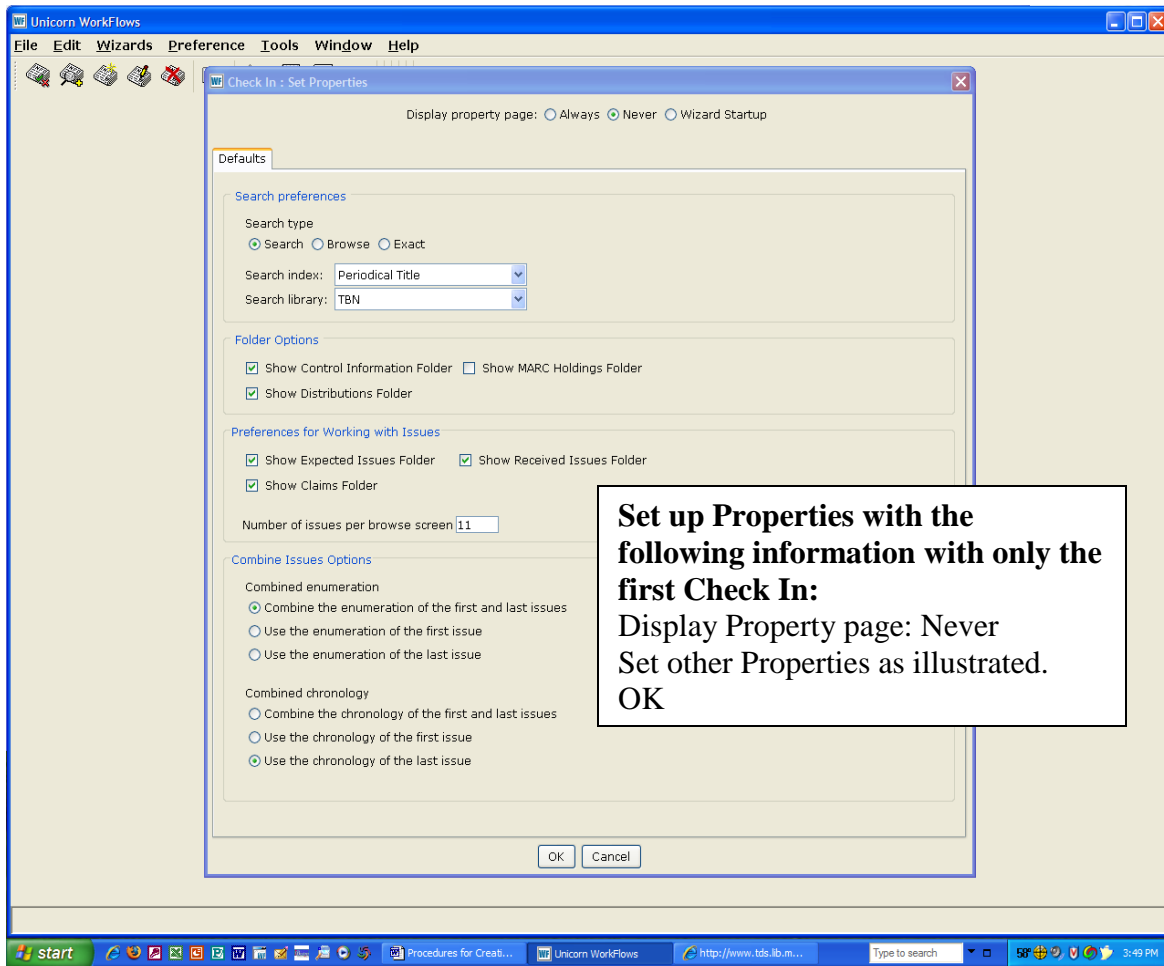 Unicorn WorkFlows
File Edit Wizards Preference Tools Window Help
Check In : Set Properties
Display property page: Always Never Wizard Startup
Defaults
Search preferences
Search type
Search Browse Exact
Search index: Periodical Title
Search library: TBN
Folder Options
Show Control Information Folder Show MARC Holdings Folder
Show Distributions Folder
Preferences for Working with Issues
Show Expected Issues Folder Show Received Issues Folder
Show Claims Folder
Number of issues per browse screen 11
Combine Issues Options
Combined enumeration
Combine the enumeration of the first and last issues
Use the enumeration of the first issue
Use the enumeration of the last issue
Combined chronology
Combine the chronology of the first and last issues
Use the chronology of the first issue
Use the chronology of the last issue
Set up Properties with the
following information with only the
first Check In:
Display Property page: Never
Set other Properties as illustrated.
OK
OK Cancel
start Procedures for Creati... Unicorn WorkFlows http://www.tds.lib.m... Type to search 58° 3:49 PM